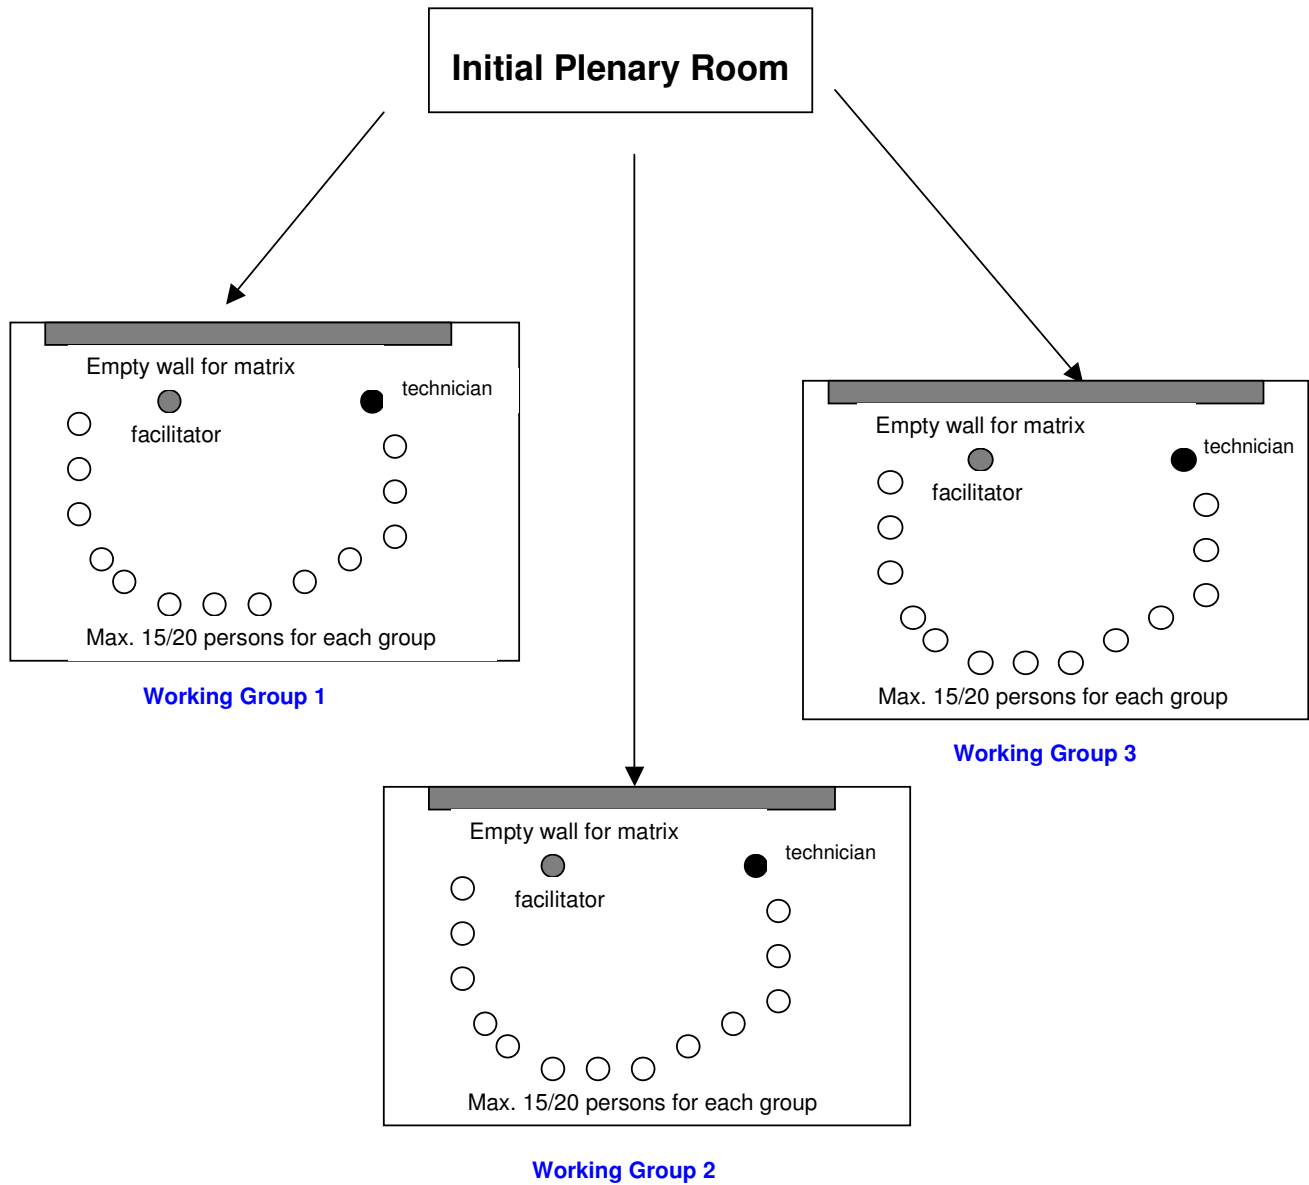 Initial Plenary Room
Empty wall for matrix
technician
facilitator
Max. 15/20 persons for each group
Working Group 1
Empty wall for matrix
technician
facilitator
Max. 15/20 persons for each group
Working Group 3
Empty wall for matrix
technician
facilitator
Max. 15/20 persons for each group
Working Group 2